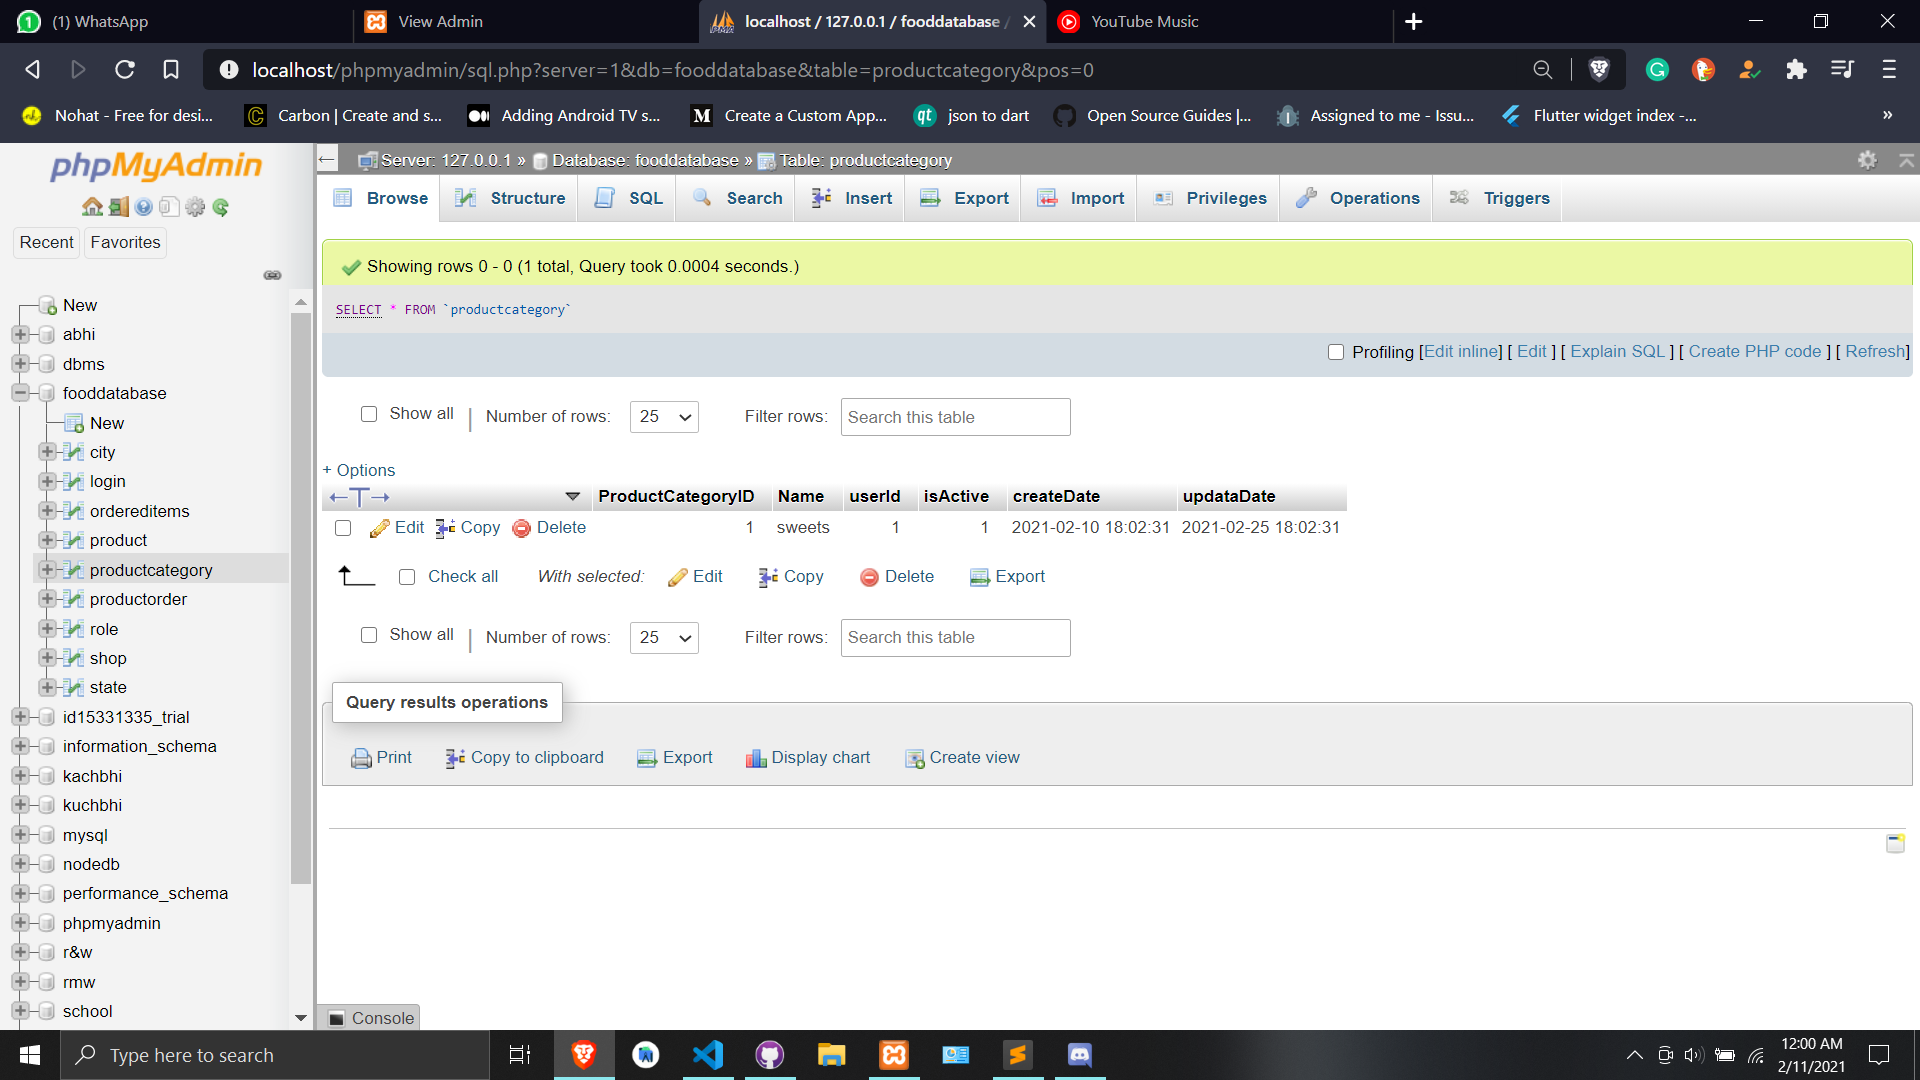 (1) WhatsApp
View Admin
localhost / 127.0.0.1 / fooddatabase /
YouTube Music
localhost/phpmyadmin/sql.php?server=1&db=fooddatabase&table=productcategory&pos=0
Nohat - Free for desi...
Carbon | Create and s...
Adding Android TV s...
Create a Custom App...
json to dart
Open Source Guides |...
Assigned to me - Issu...
Flutter widget index -...
»
phpMyAdmin
Recent
Favorites
New
abhi
dbms
fooddatabase
New
city
login
ordereditems
product
productcategory
productorder
role
shop
state
id15331335_trial
information_schema
kachbhi
kuchbhi
mysql
nodedb
performance_schema
phpmyadmin
r&w
rmw
school
Server: 127.0.0.1 » Database: fooddatabase » Table: productcategory
Browse
Structure
SQL
Search
Insert
Export
Import
Privileges
Operations
Triggers
Showing rows 0 - 0 (1 total, Query took 0.0004 seconds.)
SELECT * FROM `productcategory`
Profiling [Edit inline] [ Edit ] [ Explain SQL ] [ Create PHP code ] [ Refresh]
Show all | Number of rows: 25 Filter rows: Search this table
+ Options
←T→ ProductCategoryID Name userId isActive createDate updataDate
Edit Copy Delete 1 sweets 1 1 2021-02-10 18:02:31 2021-02-25 18:02:31
Check all With selected: Edit Copy Delete Export
Show all | Number of rows: 25 Filter rows: Search this table
Query results operations
Print Copy to clipboard Export Display chart Create view
Console
Type here to search
12:00 AM
2/11/2021